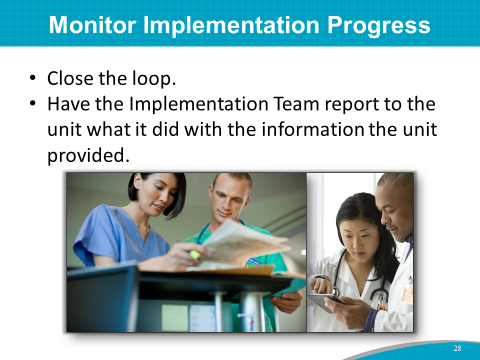 Monitor Implementation Progress
• Close the loop.
• Have the Implementation Team report to the
unit what it did with the information the unit
provided.
28